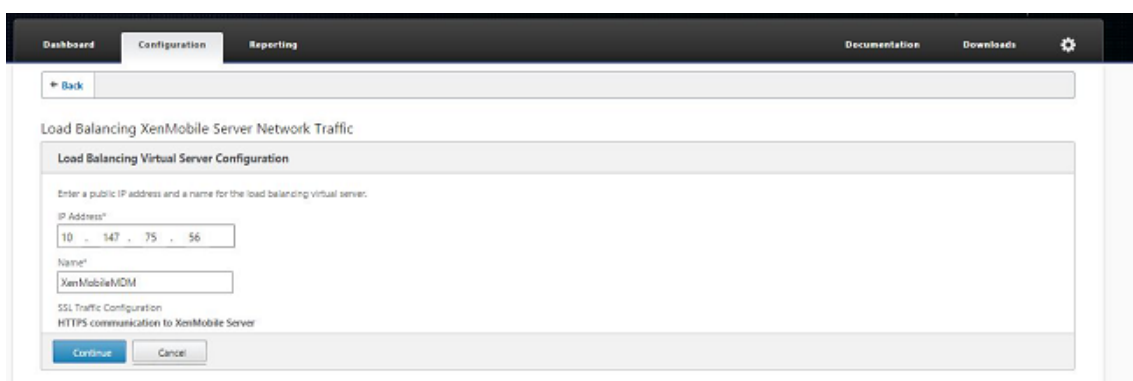 Dashboard Configuration Reporting Documentation Downloads
Back
Load Balancing XenMobile Server Network Traffic
Load Balancing Virtual Server Configuration
Enter a public IP address and a name for the load balancing virtual server.
IP Address*
10 . 147 . 75 . 56
Name*
XenMobileMDM
SSL Traffic Configuration
HTTPS communication to XenMobile Server
Continue Cancel